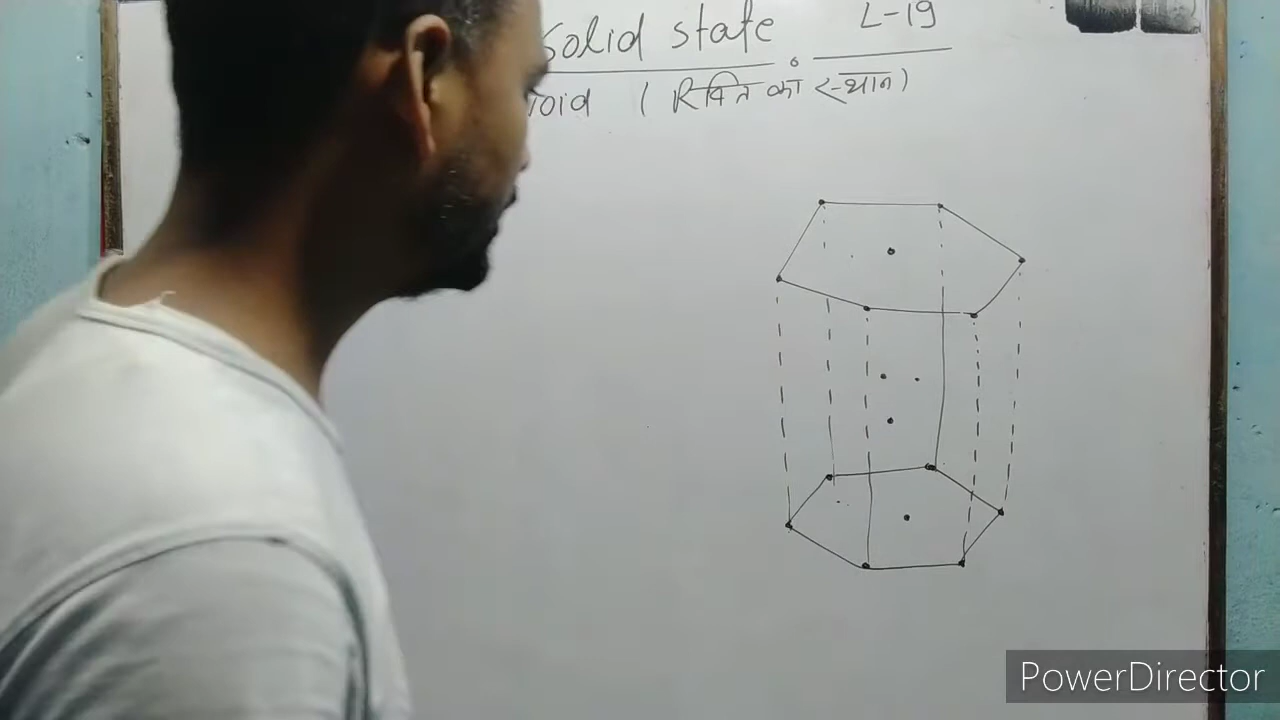 Solid state L-19
void (रिक्ति का स्थान)
PowerDirector